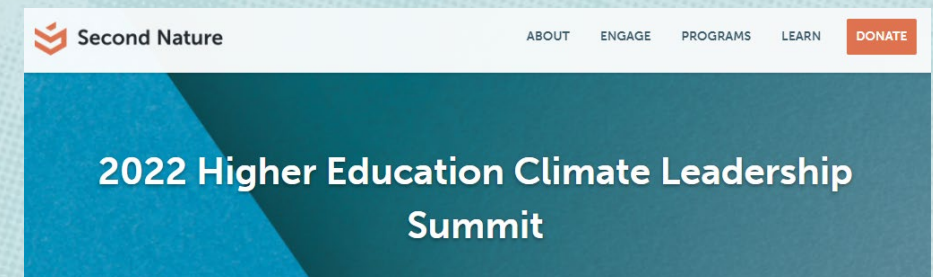 Second Nature
ABOUT ENGAGE PROGRAMS LEARN DONATE
2022 Higher Education Climate Leadership
Summit